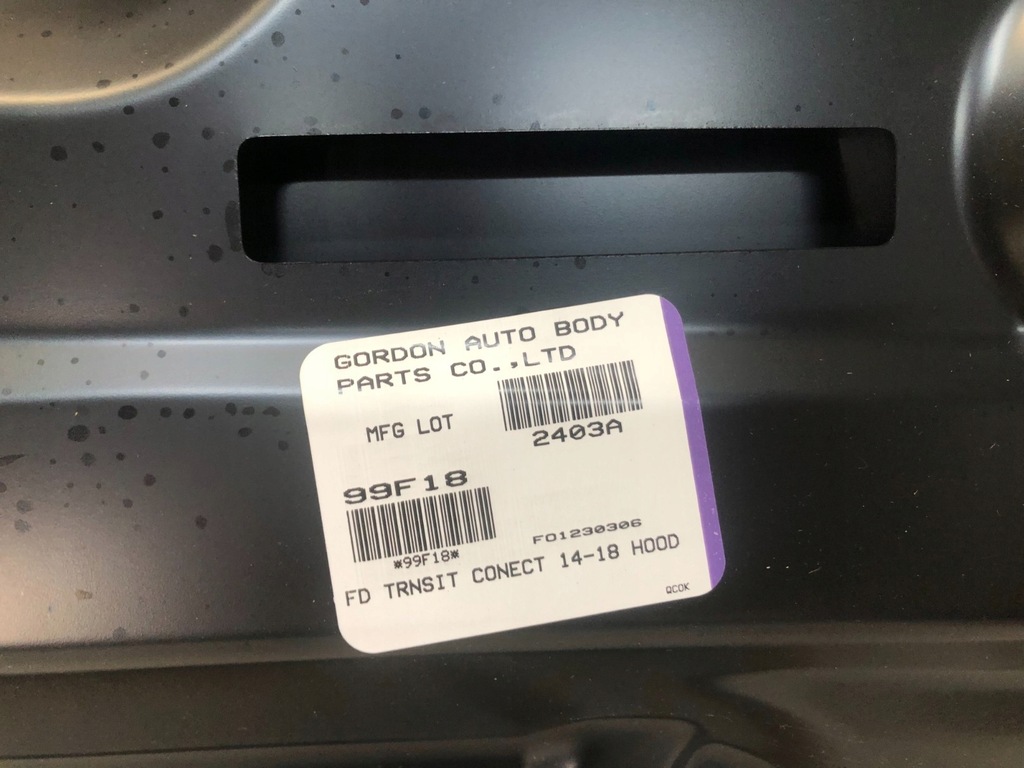 GORDON AUTO BODY
PARTS CO.,LTD
MFG LOT
2403A
99F18
*99F18*
FO1230306
FD TRNSIT CONECT 14-18 HOOD
QCOK